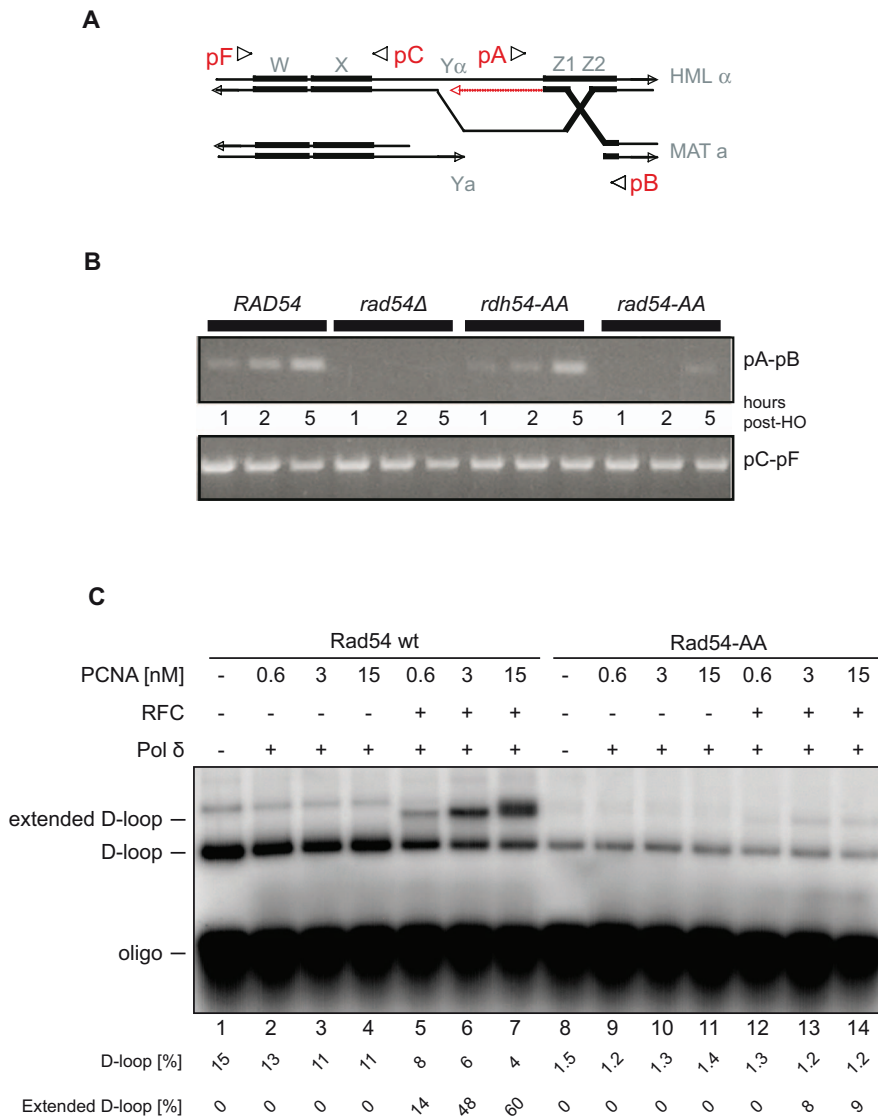 A
pF W X pC Yα pA Z1 Z2 HML α
Ya MAT a
pB
B
RAD54 rad54Δ rdh54-AA rad54-AA
pA-pB
1 2 5 1 2 5 1 2 5 1 2 5 hours post-HO
pC-pF
C
Rad54 wt Rad54-AA
PCNA [nM] - 0.6 3 15 0.6 3 15 - 0.6 3 15 0.6 3 15
RFC - - - - + + + - - - - + + +
Pol δ - + + + + + + - + + + + + +
extended D-loop
D-loop
oligo
1 2 3 4 5 6 7 8 9 10 11 12 13 14
D-loop [%] 15 13 11 11 8 6 4 1.5 1.2 1.3 1.4 1.3 1.2 1.2
Extended D-loop [%] 0 0 0 0 14 48 60 0 0 0 0 0 8 9